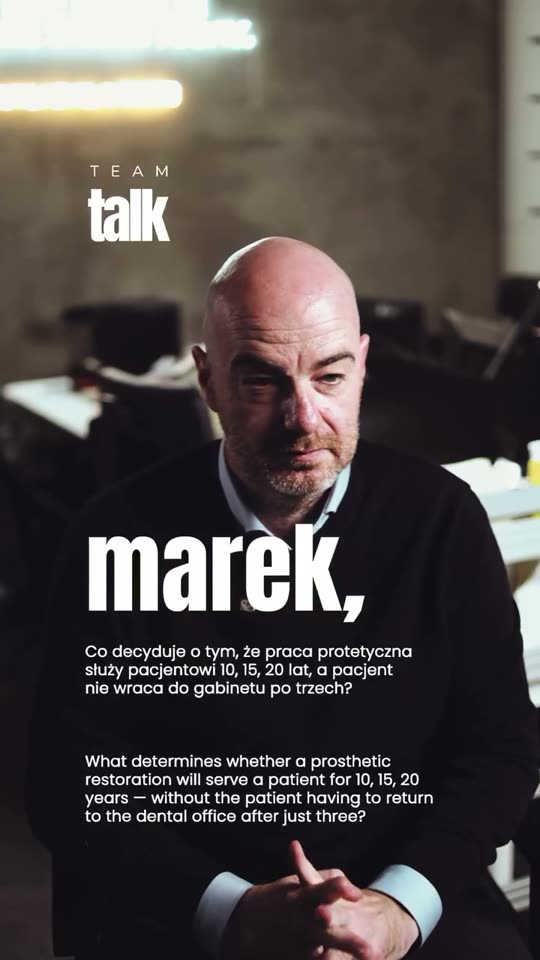 TEAM
talk
marek,
Co decyduje o tym, że praca protetyczna
służy pacjentowi 10, 15, 20 lat, a pacjent
nie wraca do gabinetu po trzech?
What determines whether a prosthetic
restoration will serve a patient for 10, 15, 20
years — without the patient having to return
to the dental office after just three?